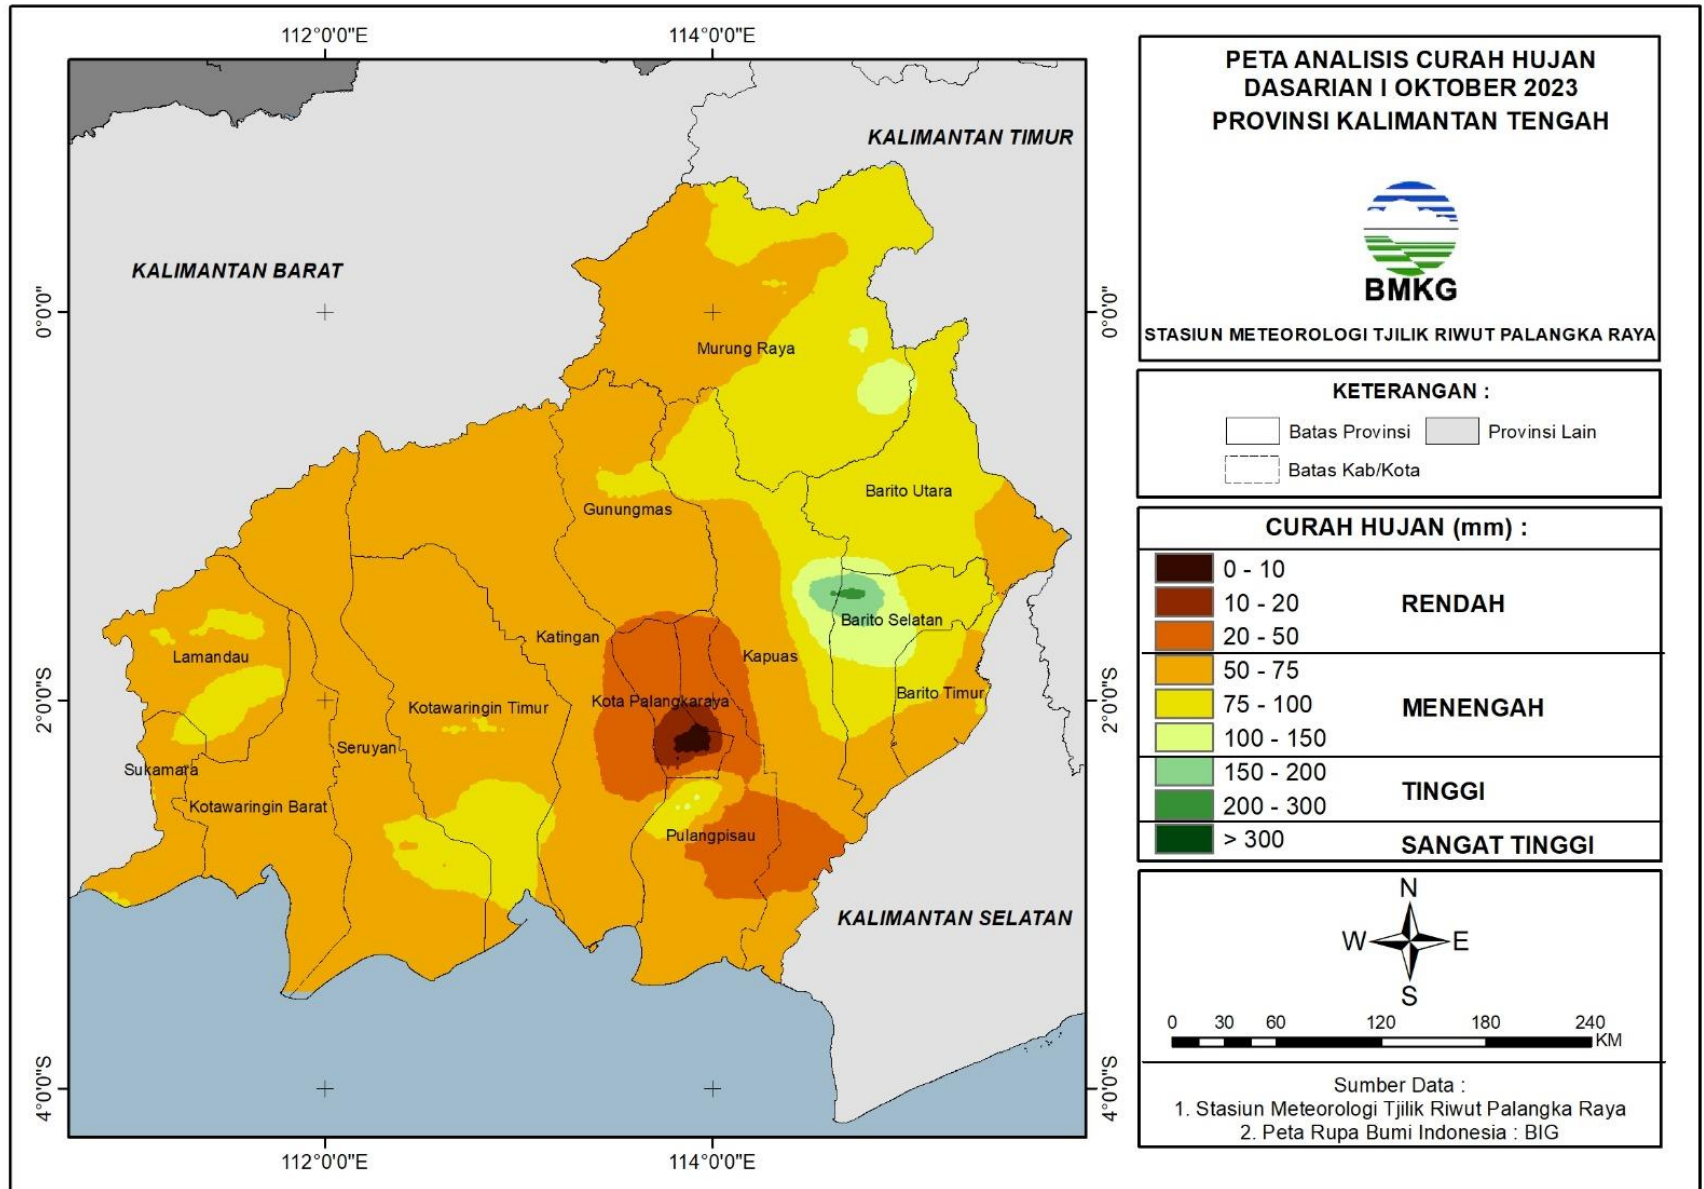 112°0'0"E
114°0'0"E
KALIMANTAN TIMUR
KALIMANTAN BARAT
0°0'0"
0°0'0"
Murung Raya
Barito Utara
Gunungmas
Barito Selatan
Katingan
Lamandau
Kapuas
Barito Timur
Kota Palangkaraya
2°0'0"S
2°0'0"S
Kotawaringin Timur
Seruyan
Sukamara
Kotawaringin Barat
Pulangpisau
KALIMANTAN SELATAN
4°0'0"S
4°0'0"S
112°0'0"E
114°0'0"E
PETA ANALISIS CURAH HUJAN
DASARIAN I OKTOBER 2023
PROVINSI KALIMANTAN TENGAH
BMKG
STASIUN METEOROLOGI TJILIK RIWUT PALANGKA RAYA
KETERANGAN :
Batas Provinsi
Provinsi Lain
Batas Kab/Kota
CURAH HUJAN (mm) :
0 - 10
10 - 20
RENDAH
20 - 50
50 - 75
75 - 100
MENENGAH
100 - 150
150 - 200
TINGGI
200 - 300
> 300
SANGAT TINGGI
N
W
E
S
0 30 60 120 180 240
KM
Sumber Data :
1. Stasiun Meteorologi Tjilik Riwut Palangka Raya
2. Peta Rupa Bumi Indonesia : BIG